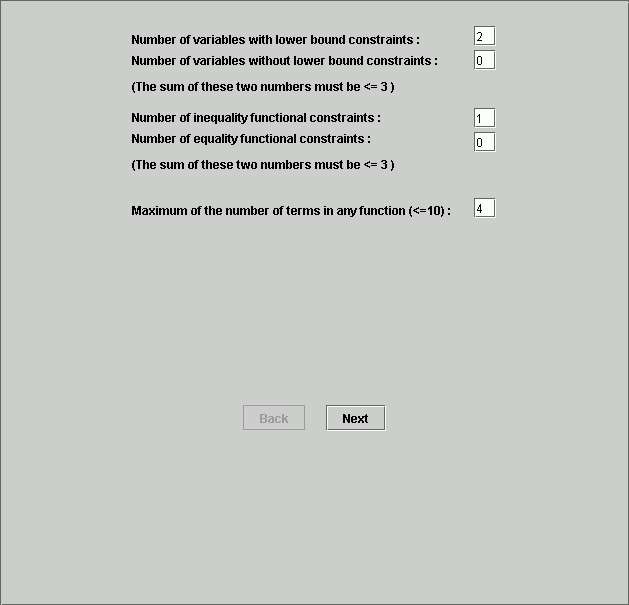 Number of variables with lower bound constraints : 2
Number of variables without lower bound constraints : 0
(The sum of these two numbers must be <= 3 )
Number of inequality functional constraints : 1
Number of equality functional constraints : 0
(The sum of these two numbers must be <= 3 )
Maximum of the number of terms in any function (<=10) : 4
Back Next